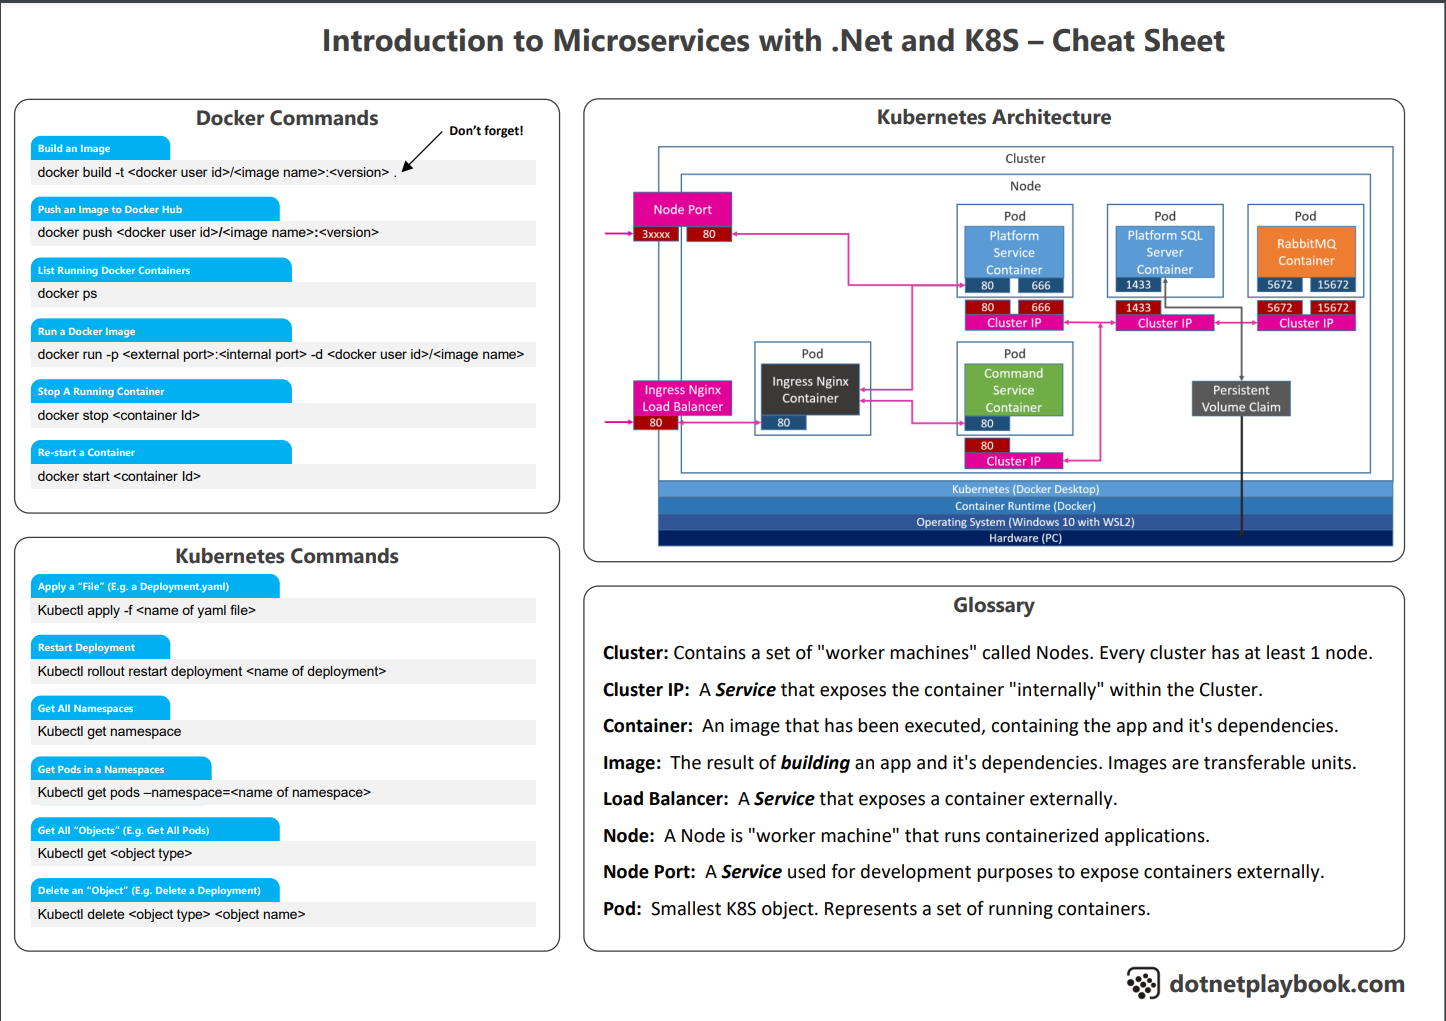 Introduction to Microservices with .Net and K8S – Cheat Sheet
Docker Commands
Don't forget!
Build an Image
docker build -t <docker user id>/<image name>:<version> .
Push an Image to Docker Hub
docker push <docker user id>/<image name>:<version>
List Running Docker Containers
docker ps
Run a Docker Image
docker run -p <external port>:<internal port> -d <docker user id>/<image name>
Stop A Running Container
docker stop <container Id>
Re-start a Container
docker start <container Id>
Kubernetes Commands
Apply a “File” (E.g. a Deployment.yaml)
Kubectl apply -f <name of yaml file>
Restart Deployment
Kubectl rollout restart deployment <name of deployment>
Get All Namespaces
Kubectl get namespace
Get Pods in a Namespaces
Kubectl get pods –namespace=<name of namespace>
Get All “Objects” (E.g. Get All Pods)
Kubectl get <object type>
Delete an “Object” (E.g. Delete a Deployment)
Kubectl delete <object type> <object name>
Kubernetes Architecture
Cluster
Node
Node Port
3xxxx 80
Pod
Platform
Service
Container
80 666
80 666
Cluster IP
Pod
Platform SQL
Server
Container
1433
1433
Cluster IP
Pod
RabbitMQ
Container
5672 15672
5672 15672
Cluster IP
Ingress Nginx
Load Balancer
80
Pod
Ingress Nginx
Container
80
Pod
Command
Service
Container
80
80
Cluster IP
Persistent
Volume Claim
Kubernetes (Docker Desktop)
Container Runtime (Docker)
Operating System (Windows 10 with WSL2)
Hardware (PC)
Glossary
Cluster: Contains a set of "worker machines" called Nodes. Every cluster has at least 1 node.
Cluster IP: A Service that exposes the container "internally" within the Cluster.
Container: An image that has been executed, containing the app and it's dependencies.
Image: The result of building an app and it's dependencies. Images are transferable units.
Load Balancer: A Service that exposes a container externally.
Node: A Node is "worker machine" that runs containerized applications.
Node Port: A Service used for development purposes to expose containers externally.
Pod: Smallest K8S object. Represents a set of running containers.
dotnetplaybook.com